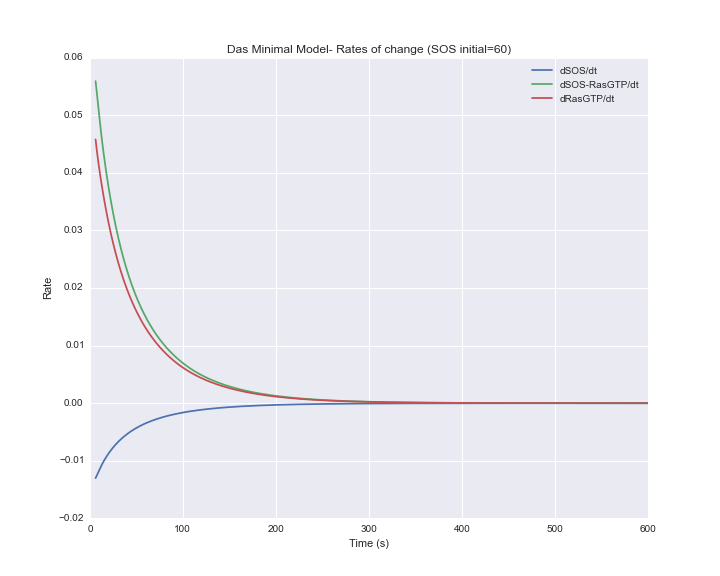 Das Minimal Model- Rates of change (SOS initial=60)
0.06
0.05
0.04
0.03
0.02
0.01
0.00
−0.01
−0.02
Rate
dSOS/dt
dSOS-RasGTP/dt
dRasGTP/dt
0
100
200
300
400
500
600
Time (s)